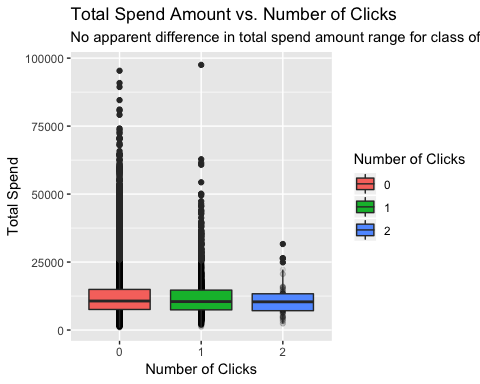 Total Spend Amount vs. Number of Clicks
No apparent difference in total spend amount range for class of
100000
75000
50000
25000
0
Total Spend
0
1
2
Number of Clicks
Number of Clicks
0
1
2